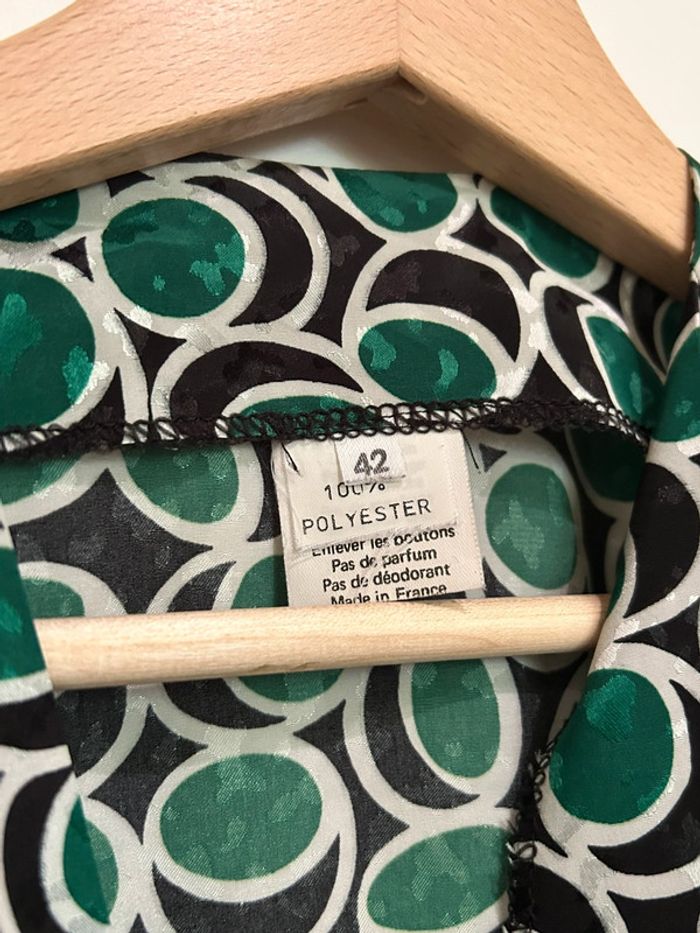 42
100%
POLYESTER
Enlever les boutons
Pas de parfum
Pas de déodorant
Made in France